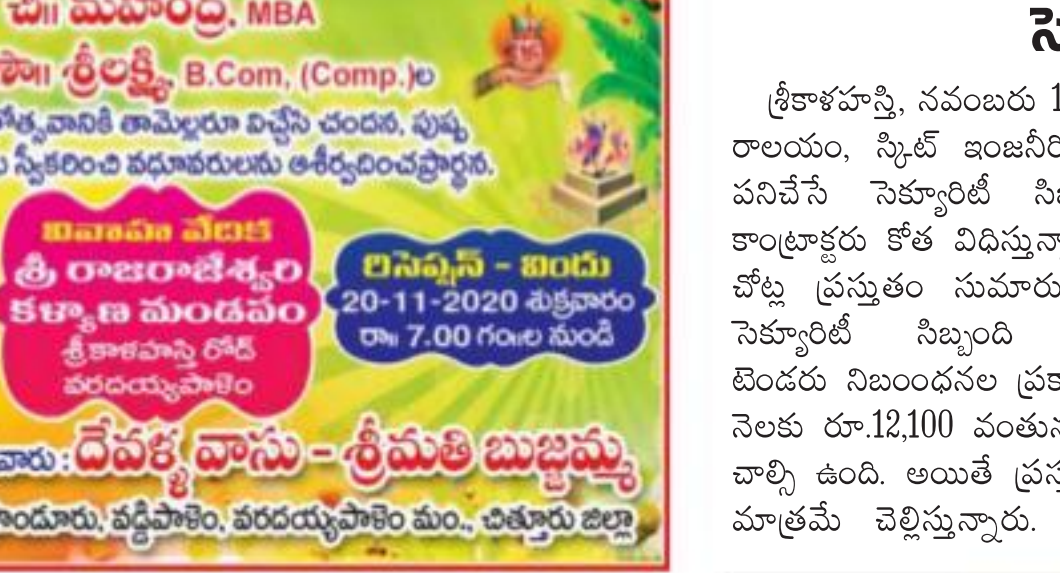 చి॥ మహేంద్ర, MBA
సౌ॥ శ్రీలక్ష్మి, B.Com, (Comp.)ల
తామెల్లరూ విచ్చేసి చందన, పుష్ప
స్వీకరించి వధూవరులను ఆశీర్వదించప్రార్థన.
వివాహ వేదిక
శ్రీ రాజరాజేశ్వరి
కళ్యాణ మండపం
శ్రీకాళహస్తి రోడ్
వరదయ్యపాళెం
రిసెప్షన్ - విందు
20-11-2020 శుక్రవారం
రా॥ 7.00 గం॥ల నుండి
వారు : దేవళ్ళ వాసు - శ్రీమతి బుజ్జమ్మ
వడ్డిపాళెం, వరదయ్యపాళెం మం., చిత్తూరు జిల్లా
శ్రీకాళహస్తి, నవంబరు 1
రాలయం, స్కిట్ ఇంజనీరి
పనిచేసే సెక్యూరిటీ సిబ
కాంట్రాక్టరు కోత విధిస్తున్నా
చోట్ల ప్రస్తుతం సుమారు
సెక్యూరిటీ సిబ్బంది
టెండరు నిబంంధనల ప్రకా
నెలకు రూ.12,100 వంతున
చాల్సి ఉంది. అయితే ప్రస్త
మాత్రమే చెల్లిస్తున్నారు.